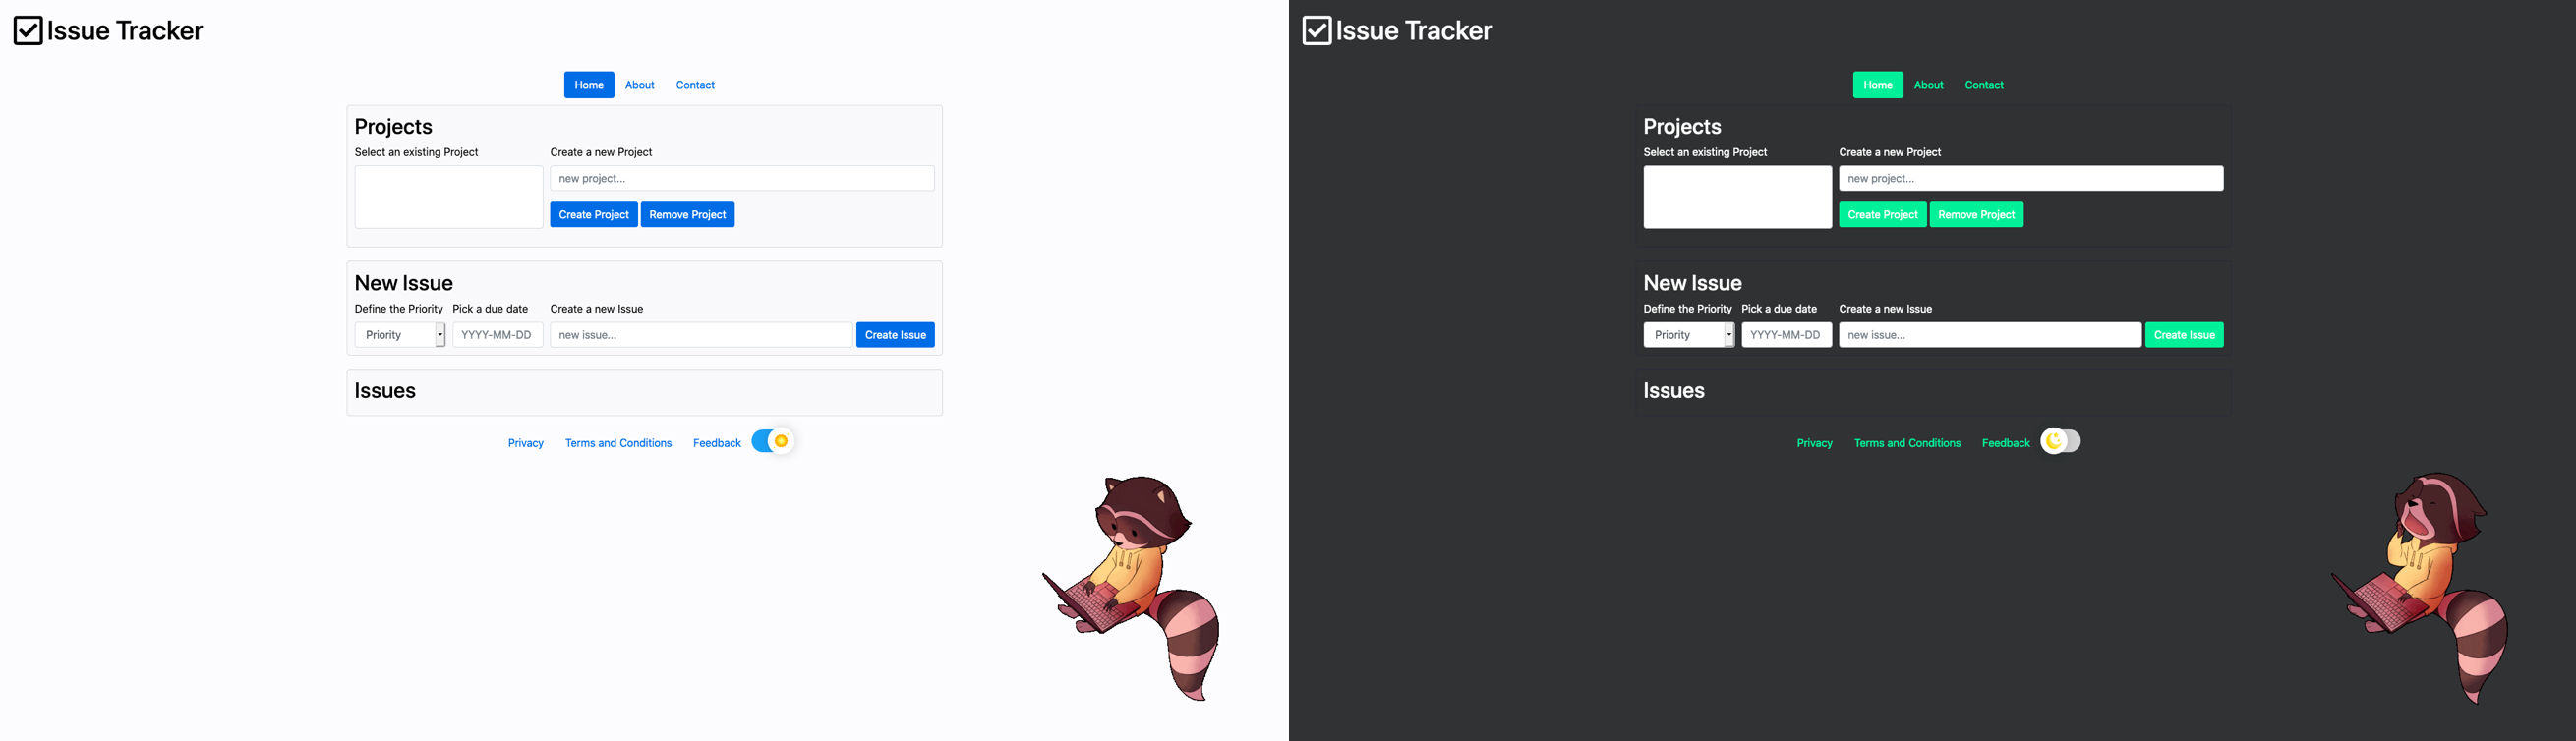 Issue Tracker
Home About Contact
Projects
Select an existing Project Create a new Project
new project...
Create Project Remove Project
New Issue
Define the Priority Pick a due date Create a new Issue
Priority YYYY-MM-DD new issue... Create Issue
Issues
Privacy Terms and Conditions Feedback
Issue Tracker
Home About Contact
Projects
Select an existing Project Create a new Project
new project...
Create Project Remove Project
New Issue
Define the Priority Pick a due date Create a new Issue
Priority YYYY-MM-DD new issue... Create Issue
Issues
Privacy Terms and Conditions Feedback